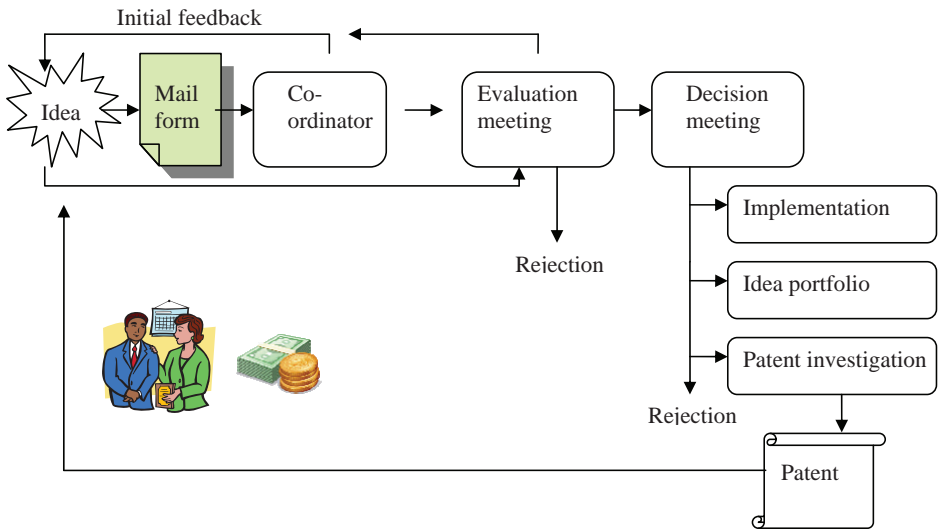 Initial feedback
Idea
Mail
form
Co-
ordinator
Evaluation
meeting
Decision
meeting
Implementation
Rejection
Idea portfolio
Patent investigation
Rejection
Patent